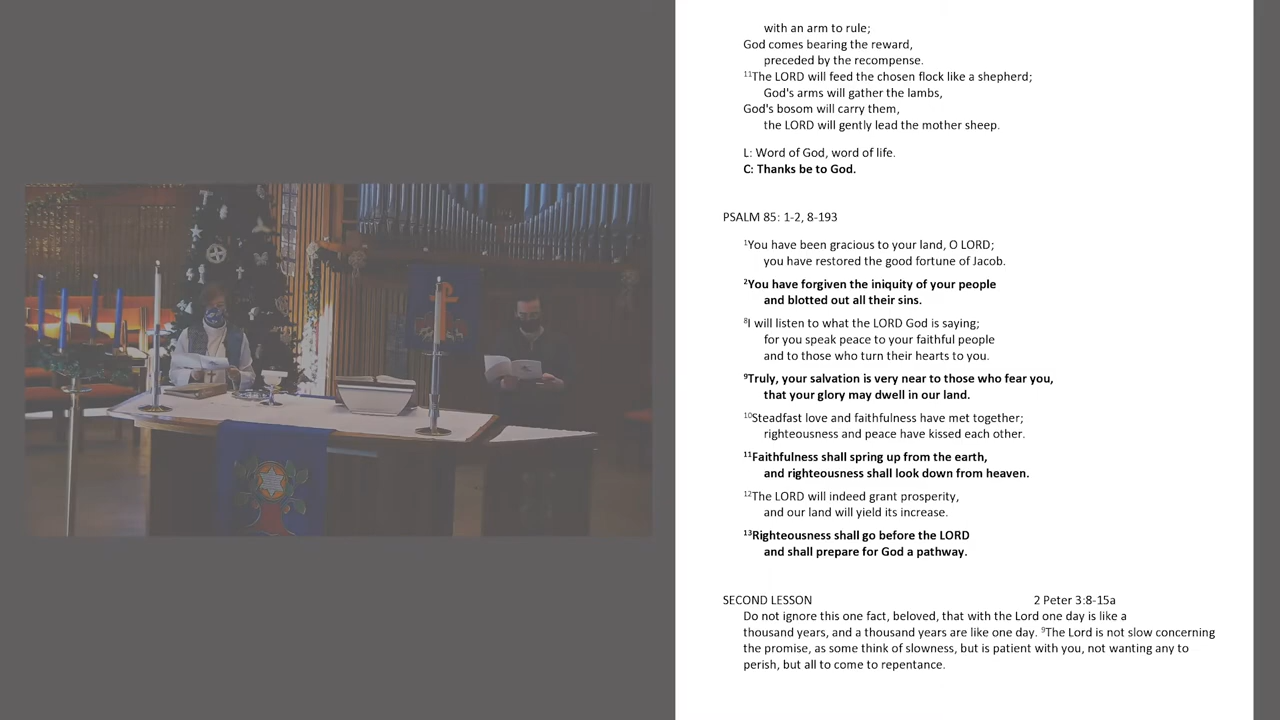 with an arm to rule;
God comes bearing the reward,
preceded by the recompense.
11The LORD will feed the chosen flock like a shepherd;
God's arms will gather the lambs,
God's bosom will carry them,
the LORD will gently lead the mother sheep.
L: Word of God, word of life.
C: Thanks be to God.
PSALM 85: 1-2, 8-193
1You have been gracious to your land, O LORD;
you have restored the good fortune of Jacob.
2You have forgiven the iniquity of your people
and blotted out all their sins.
8I will listen to what the LORD God is saying;
for you speak peace to your faithful people
and to those who turn their hearts to you.
9Truly, your salvation is very near to those who fear you,
that your glory may dwell in our land.
10Steadfast love and faithfulness have met together;
righteousness and peace have kissed each other.
11Faithfulness shall spring up from the earth,
and righteousness shall look down from heaven.
12The LORD will indeed grant prosperity,
and our land will yield its increase.
13Righteousness shall go before the LORD
and shall prepare for God a pathway.
SECOND LESSON 2 Peter 3:8-15a
Do not ignore this one fact, beloved, that with the Lord one day is like a
thousand years, and a thousand years are like one day. 9The Lord is not slow concerning
the promise, as some think of slowness, but is patient with you, not wanting any to
perish, but all to come to repentance.